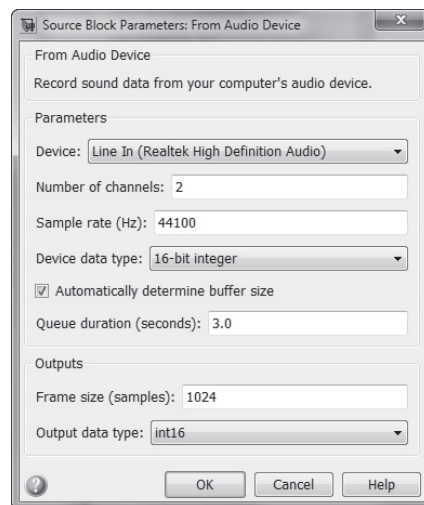 Source Block Parameters: From Audio Device
From Audio Device
Record sound data from your computer's audio device.
Parameters
Device: Line In (Realtek High Definition Audio)
Number of channels: 2
Sample rate (Hz): 44100
Device data type: 16-bit integer
Automatically determine buffer size
Queue duration (seconds): 3.0
Outputs
Frame size (samples): 1024
Output data type: int16
OK Cancel Help